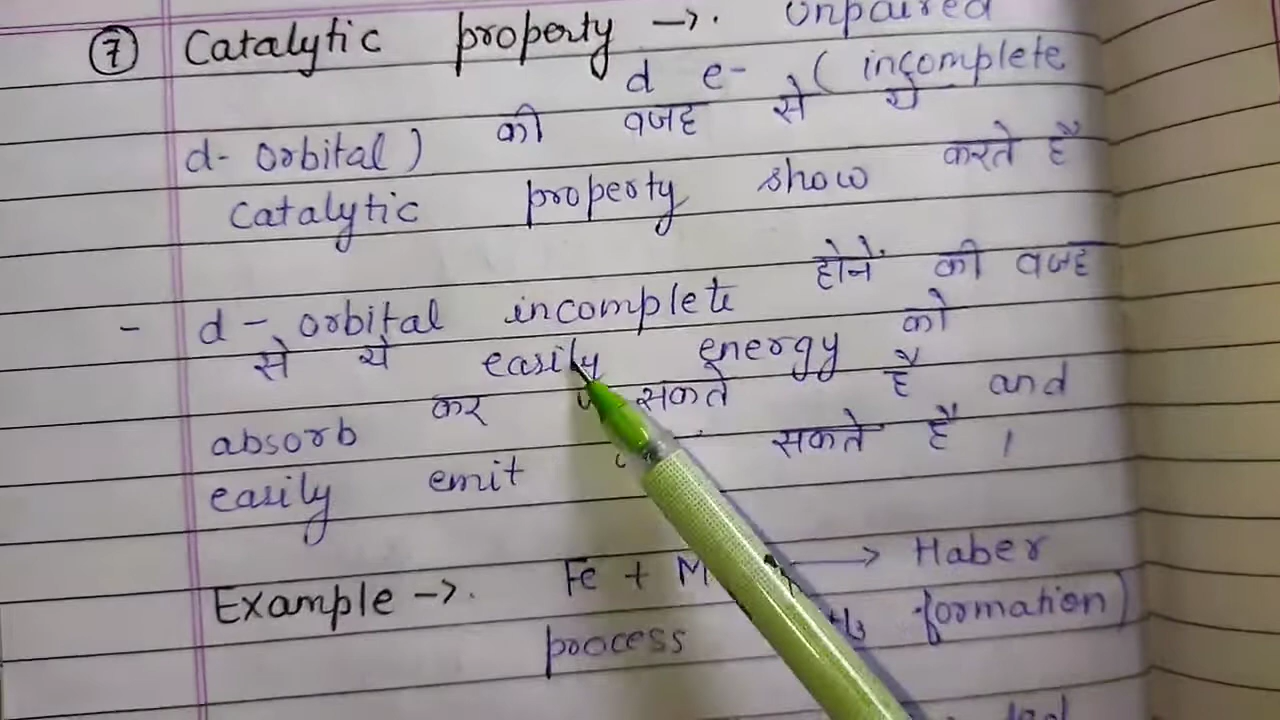 ⑦ Catalytic property →. Unpaired
d e- (incomplete
d- orbital) की वजह से ये
Catalytic property show करते है
- d - orbital incomplete होने की वजह
से ये easily energy को
absorb कर सकते है and
easily emit सकते है ।
Example →. Fe + → Haber
process formation)